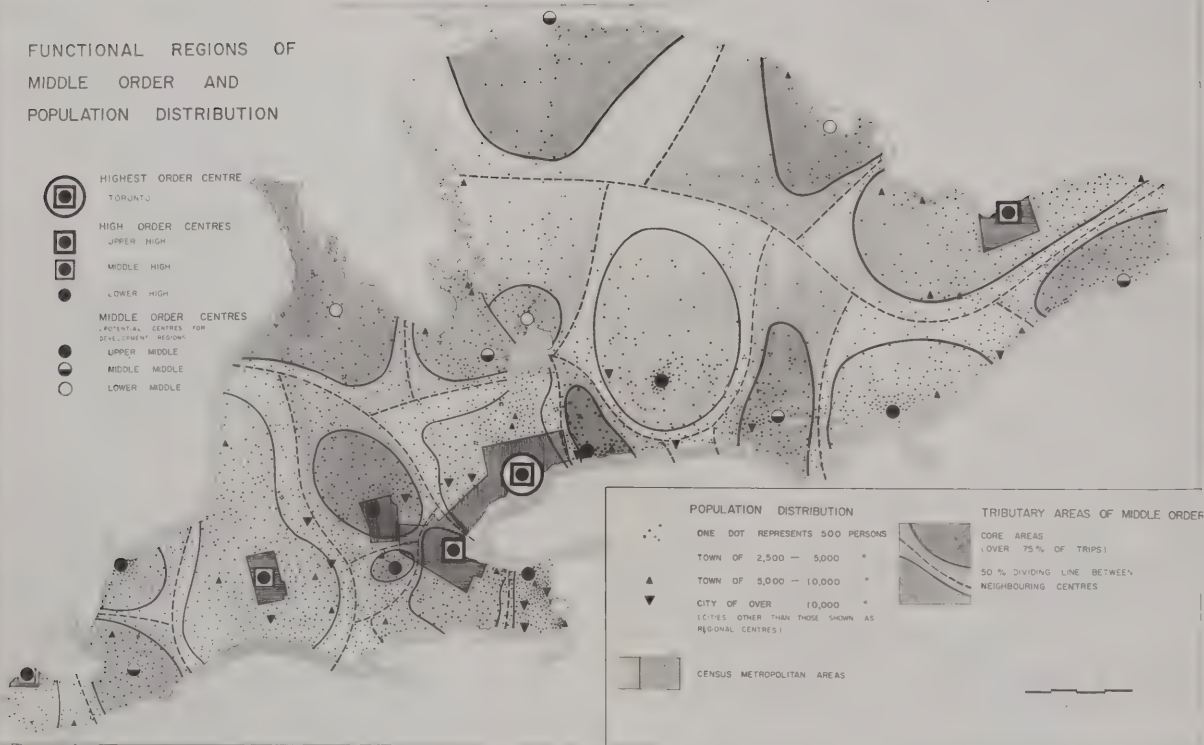 FUNCTIONAL REGIONS OF
MIDDLE ORDER AND
POPULATION DISTRIBUTION
HIGHEST ORDER CENTRE
TORONTO
HIGH ORDER CENTRES
UPPER HIGH
MIDDLE HIGH
LOWER HIGH
MIDDLE ORDER CENTRES
(POTENTIAL CENTRES FOR
DEVELOPMENT REGIONS)
UPPER MIDDLE
MIDDLE MIDDLE
LOWER MIDDLE
POPULATION DISTRIBUTION
ONE DOT REPRESENTS 500 PERSONS
TOWN OF 2,500 — 5,000 "
TOWN OF 5,000 — 10,000 "
CITY OF OVER 10,000 "
(CITIES OTHER THAN THOSE SHOWN AS
REGIONAL CENTRES)
CENSUS METROPOLITAN AREAS
TRIBUTARY AREAS OF MIDDLE ORDER
CORE AREAS
(OVER 75% OF TRIPS)
50% DIVIDING LINE BETWEEN
NEIGHBOURING CENTRES